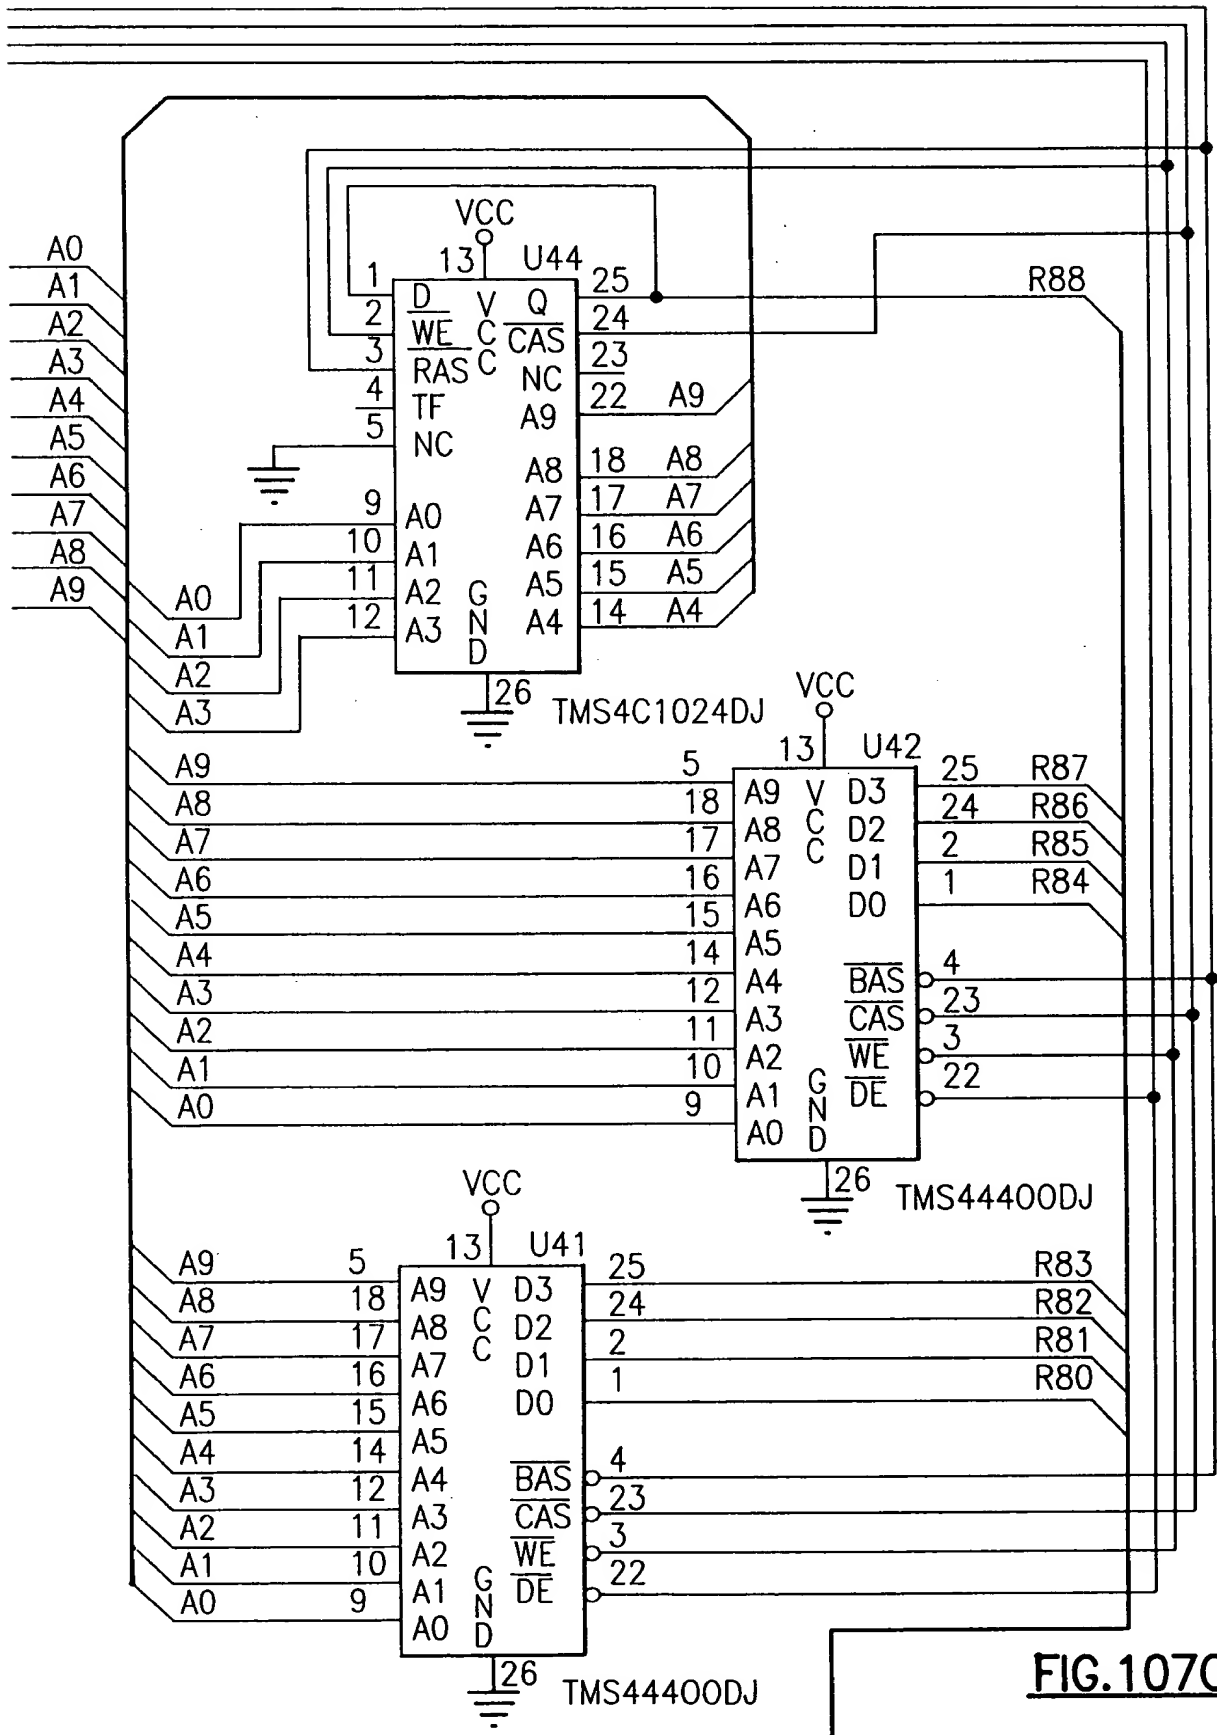 VCC
A0
13
U44
A1
1
D
V
Q
25
R88
A2
2
WE
C
CAS
24
A3
3
RAS
C
NC
23
A4
4
TF
A9
22
A9
A5
5
NC
A6
A8
18
A8
A7
9
A0
A7
17
A7
A8
10
A1
A6
16
A6
A9
A0
11
A2
G
A5
15
A5
A1
12
A3
N
A4
14
A4
D
A2
26
A3
TMS4C1024DJ
VCC
13
U42
A9
5
A9
V
D3
25
R87
A8
18
A8
C
D2
24
R86
A7
17
A7
C
D1
2
R85
A6
16
A6
D0
1
R84
A5
15
A5
A4
14
A4
BAS
4
A3
12
A3
CAS
23
A2
11
A2
WE
3
A1
10
A1
G
DE
22
A0
9
A0
N
D
26
TMS44400DJ
VCC
13
U41
A9
5
A9
V
D3
25
R83
A8
18
A8
C
D2
24
R82
A7
17
A7
C
D1
2
R81
A6
16
A6
D0
1
R80
A5
15
A5
A4
14
A4
BAS
4
A3
12
A3
CAS
23
A2
11
A2
WE
3
A1
10
A1
G
DE
22
A0
9
A0
N
D
26
TMS44400DJ